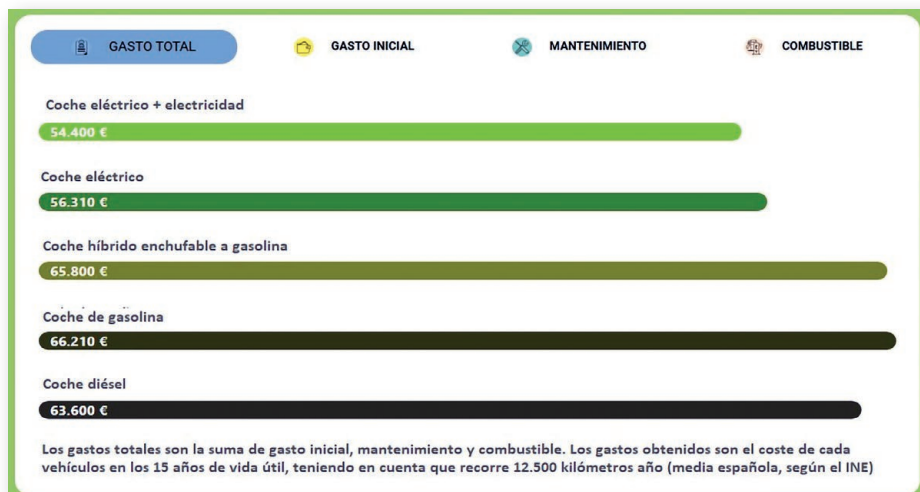 GASTO TOTAL GASTO INICIAL MANTENIMIENTO COMBUSTIBLE
Coche eléctrico + electricidad
54.400 €
Coche eléctrico
56.310 €
Coche híbrido enchufable a gasolina
65.800 €
Coche de gasolina
66.210 €
Coche diésel
63.600 €
Los gastos totales son la suma de gasto inicial, mantenimiento y combustible. Los gastos obtenidos son el coste de cada
vehículos en los 15 años de vida útil, teniendo en cuenta que recorre 12.500 kilómetros año (media española, según el INE)